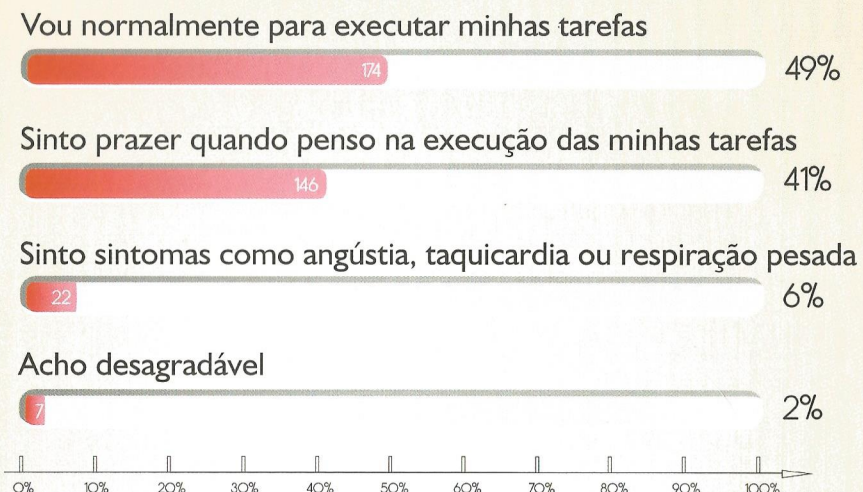 Vou normalmente para executar minhas tarefas
174
49%
Sinto prazer quando penso na execução das minhas tarefas
146
41%
Sinto sintomas como angústia, taquicardia ou respiração pesada
22
6%
Acho desagradável
7
2%
0% 10% 20% 30% 40% 50% 60% 70% 80% 90% 100%